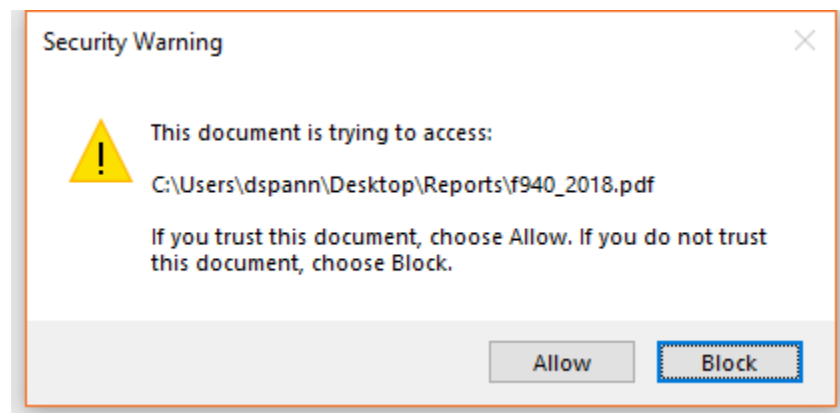 Security Warning
This document is trying to access:
C:\Users\dspann\Desktop\Reports\f940_2018.pdf
If you trust this document, choose Allow. If you do not trust
this document, choose Block.
Allow
Block